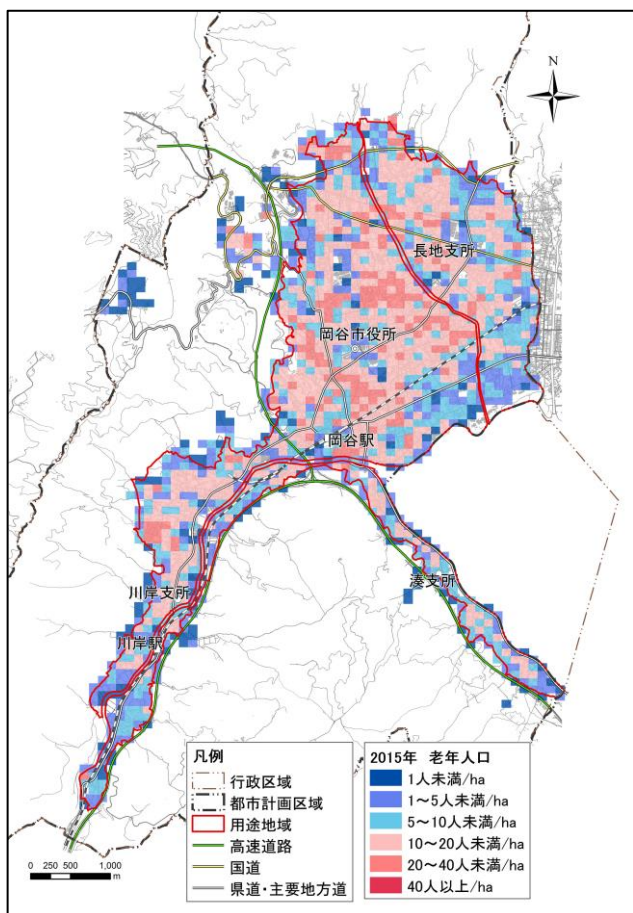 N
長地支所
岡谷市役所
岡谷駅
湊支所
川岸支所
川岸駅
凡例
行政区域
都市計画区域
用途地域
高速道路
国道
県道・主要地方道
2015年 老年人口
1人未満/ha
1～5人未満/ha
5～10人未満/ha
10～20人未満/ha
20～40人未満/ha
40人以上/ha
0 250 500 1,000
m